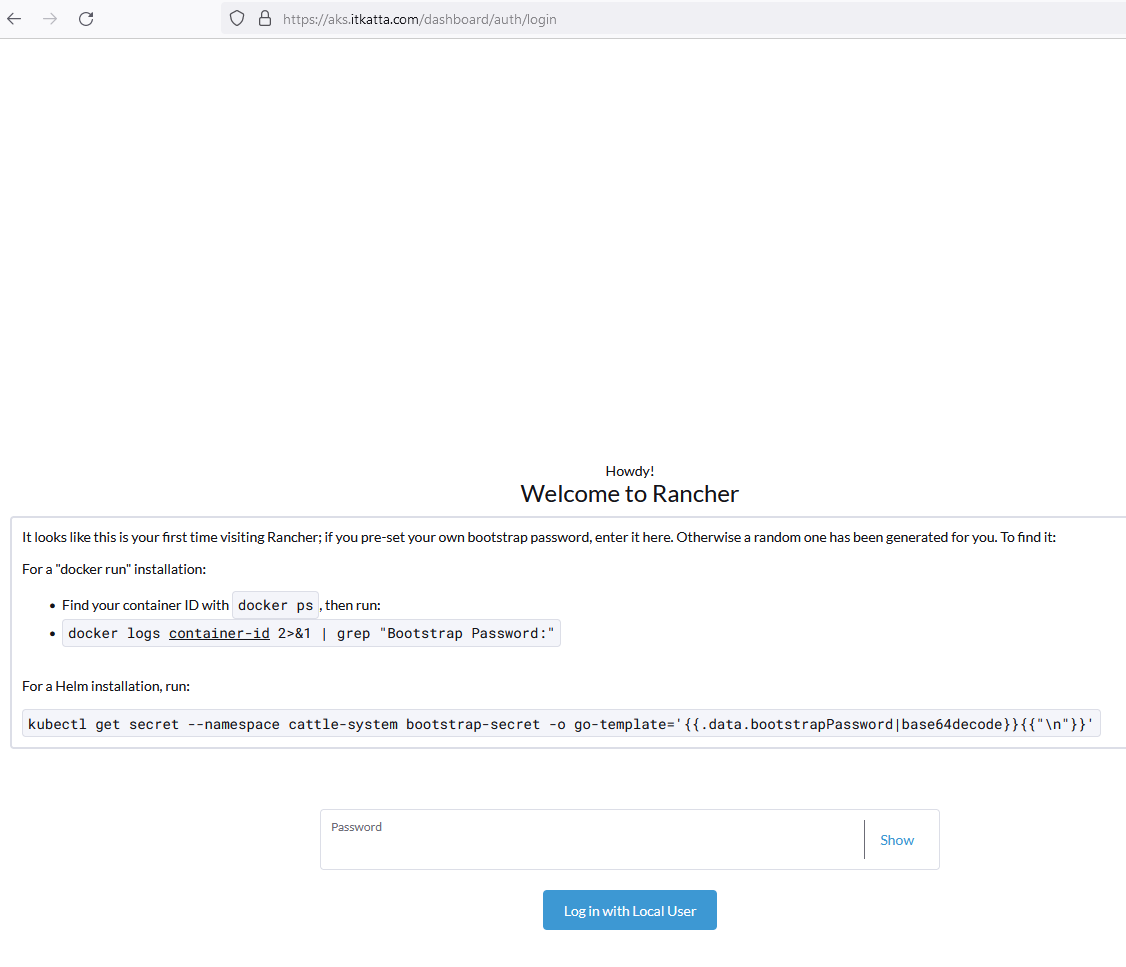 https://aks.itkatta.com/dashboard/auth/login
Howdy!
Welcome to Rancher
It looks like this is your first time visiting Rancher; if you pre-set your own bootstrap password, enter it here. Otherwise a random one has been generated for you. To find it:
For a "docker run" installation:
• Find your container ID with docker ps, then run:
• docker logs container-id 2>&1 | grep "Bootstrap Password:"
For a Helm installation, run:
kubectl get secret --namespace cattle-system bootstrap-secret -o go-template='{{.data.bootstrapPassword|base64decode}}{{"\n"}}'
Password
Show
Log in with Local User